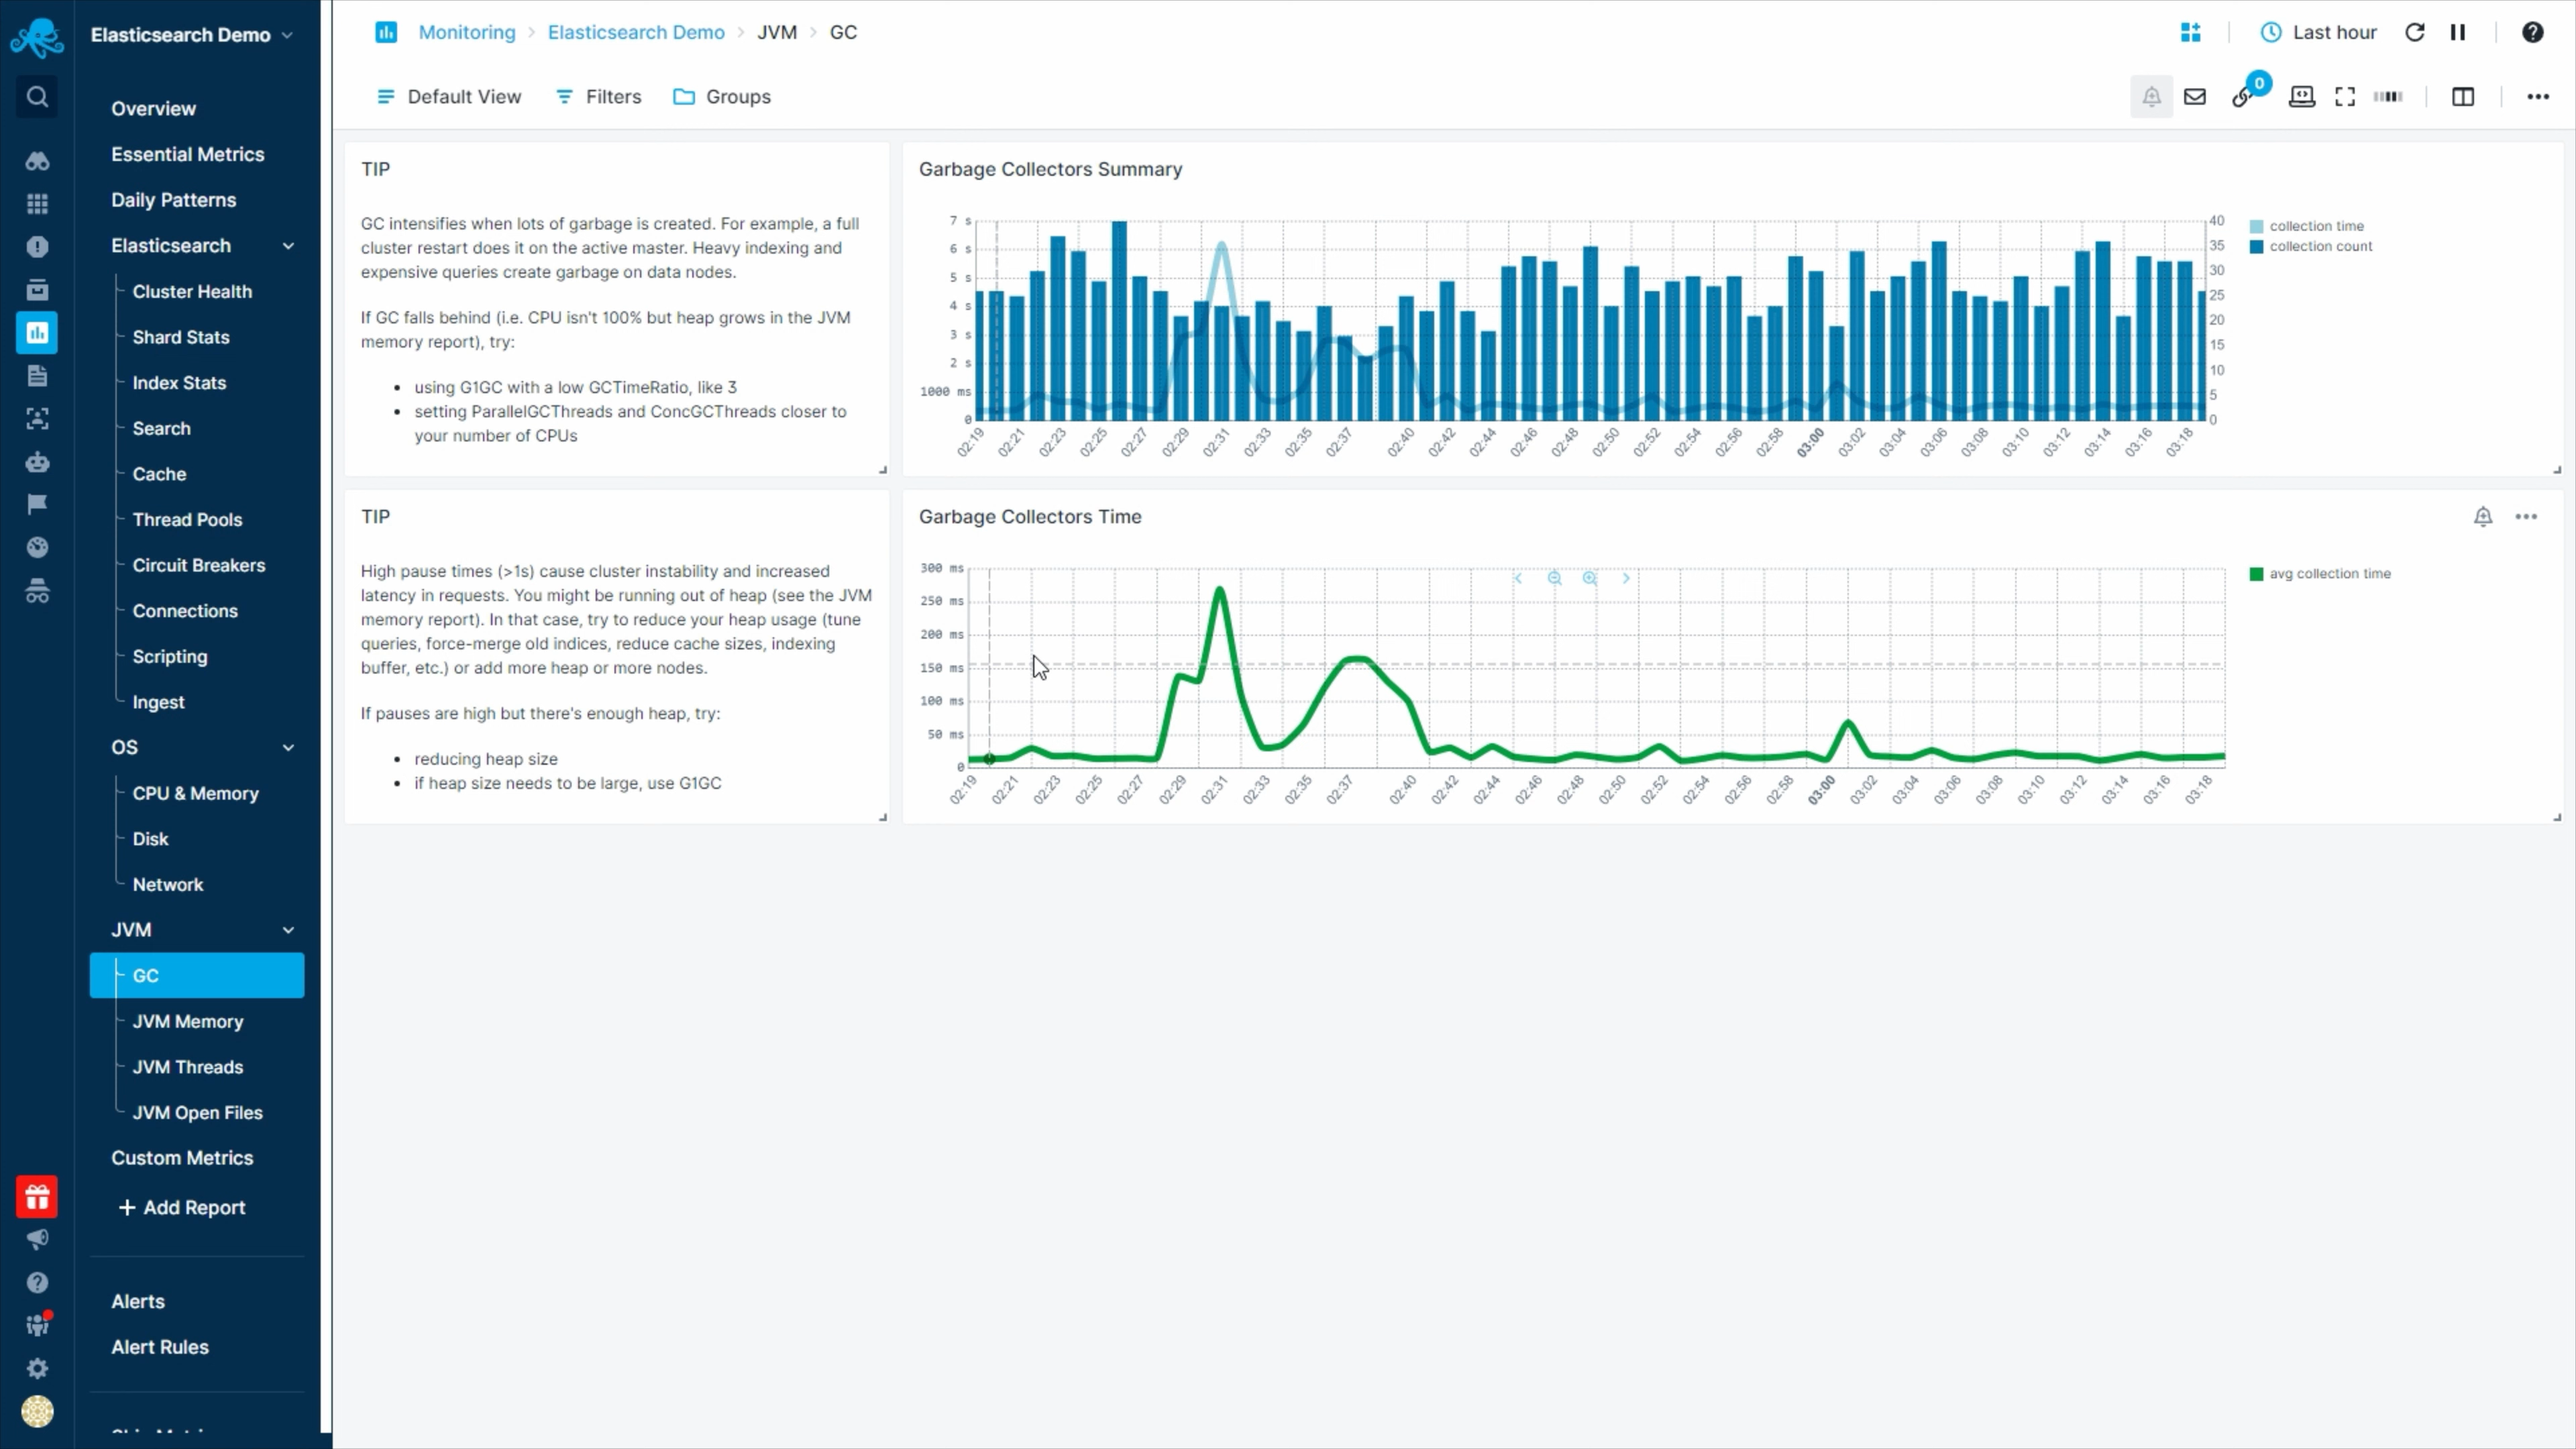 Elasticsearch Demo
Overview
Essential Metrics
Daily Patterns
Elasticsearch
Cluster Health
Shard Stats
Index Stats
Search
Cache
Thread Pools
Circuit Breakers
Connections
Scripting
Ingest
OS
CPU & Memory
Disk
Network
JVM
GC
JVM Memory
JVM Threads
JVM Open Files
Custom Metrics
+ Add Report
Alerts
Alert Rules
Monitoring > Elasticsearch Demo > JVM > GC
Last hour
Default View Filters Groups
0
TIP
GC intensifies when lots of garbage is created. For example, a full
cluster restart does it on the active master. Heavy indexing and
expensive queries create garbage on data nodes.
If GC falls behind (i.e. CPU isn't 100% but heap grows in the JVM
memory report), try:
• using G1GC with a low GCTimeRatio, like 3
• setting ParallelGCThreads and ConcGCThreads closer to
your number of CPUs
Garbage Collectors Summary
7 s
6 s
5 s
4 s
3 s
2 s
1000 ms
0
40
35
30
25
20
15
10
5
0
02:19 02:21 02:23 02:25 02:27 02:29 02:31 02:33 02:35 02:37 02:40 02:42 02:44 02:46 02:48 02:50 02:52 02:54 02:56 02:58 03:00 03:02 03:04 03:06 03:08 03:10 03:12 03:14 03:16 03:18
collection time
collection count
TIP
High pause times (>1s) cause cluster instability and increased
latency in requests. You might be running out of heap (see the JVM
memory report). In that case, try to reduce your heap usage (tune
queries, force-merge old indices, reduce cache sizes, indexing
buffer, etc.) or add more heap or more nodes.
If pauses are high but there's enough heap, try:
• reducing heap size
• if heap size needs to be large, use G1GC
Garbage Collectors Time
300 ms
250 ms
200 ms
150 ms
100 ms
50 ms
0
02:19 02:21 02:23 02:25 02:27 02:29 02:31 02:33 02:35 02:37 02:40 02:42 02:44 02:46 02:48 02:50 02:52 02:54 02:56 02:58 03:00 03:02 03:04 03:06 03:08 03:10 03:12 03:14 03:16 03:18
avg collection time